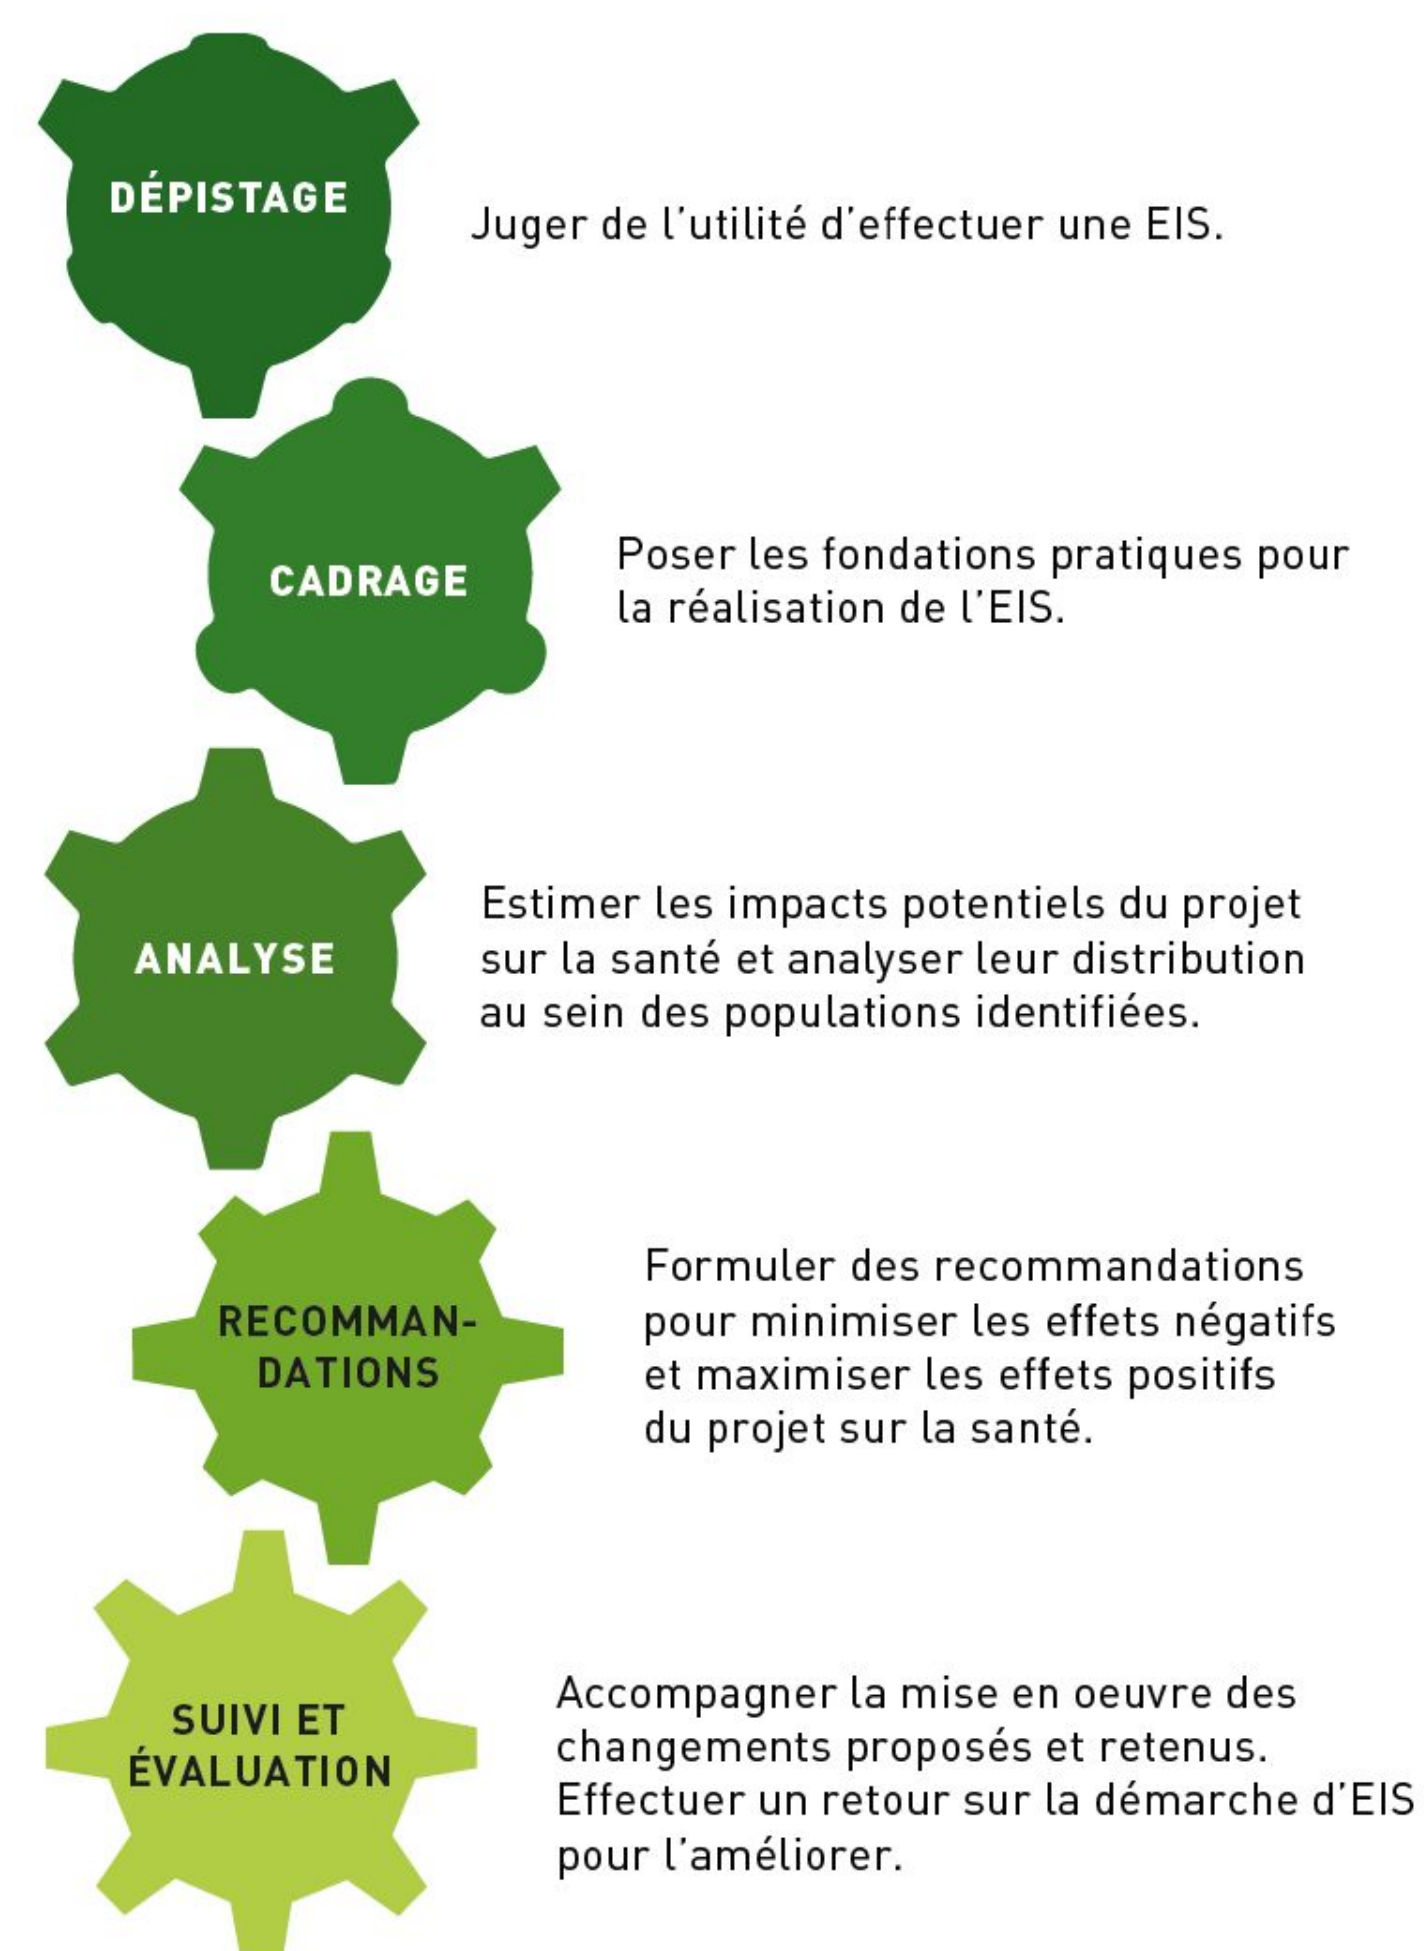 DÉPISTAGE
Juger de l'utilité d'effectuer une EIS.
CADRAGE
Poser les fondations pratiques pour
la réalisation de l'EIS.
ANALYSE
Estimer les impacts potentiels du projet
sur la santé et analyser leur distribution
au sein des populations identifiées.
RECOMMAN-
DATIONS
Formuler des recommandations
pour minimiser les effets négatifs
et maximiser les effets positifs
du projet sur la santé.
SUIVI ET
ÉVALUATION
Accompagner la mise en oeuvre des
changements proposés et retenus.
Effectuer un retour sur la démarche d'EIS
pour l'améliorer.